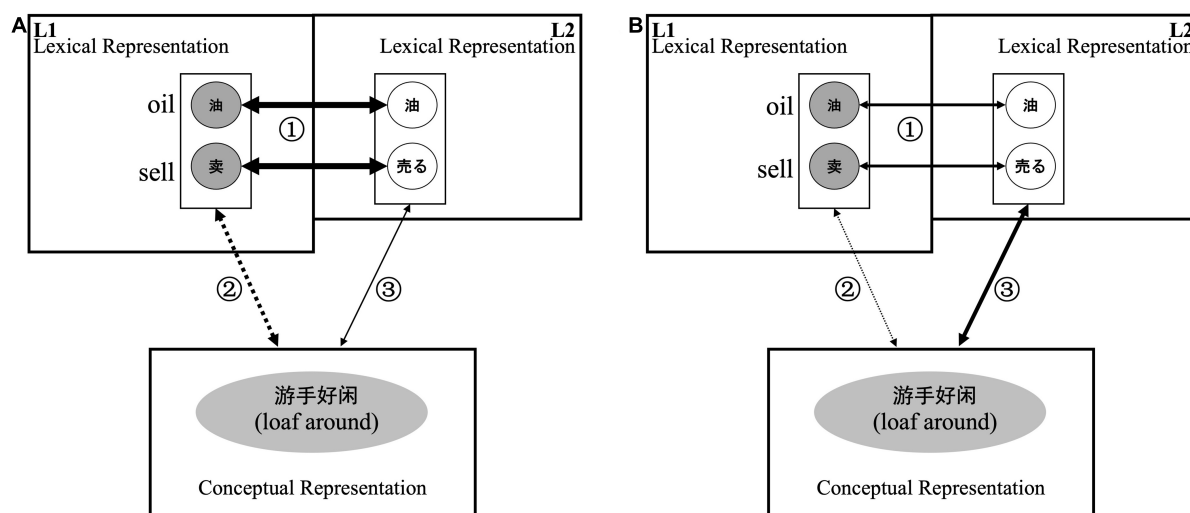 A
L1
Lexical Representation
L2
Lexical Representation
oil
油
油
①
sell
卖
売る
②
③
游手好闲
(loaf around)
Conceptual Representation
B
L1
Lexical Representation
L2
Lexical Representation
oil
油
油
①
sell
卖
売る
②
③
游手好闲
(loaf around)
Conceptual Representation